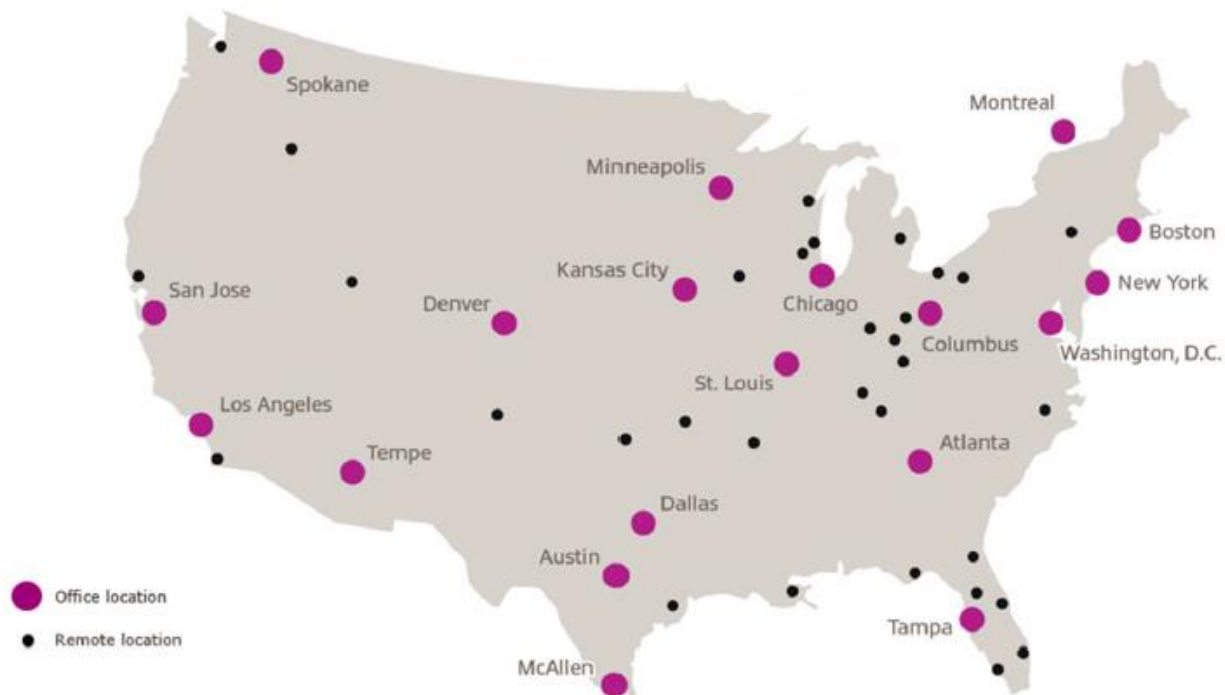 Spokane
Montreal
Minneapolis
Boston
Kansas City
New York
San Jose
Denver
Chicago
Columbus
Washington, D.C.
St. Louis
Los Angeles
Atlanta
Tempe
Dallas
Austin
Office location
Tampa
Remote location
McAllen